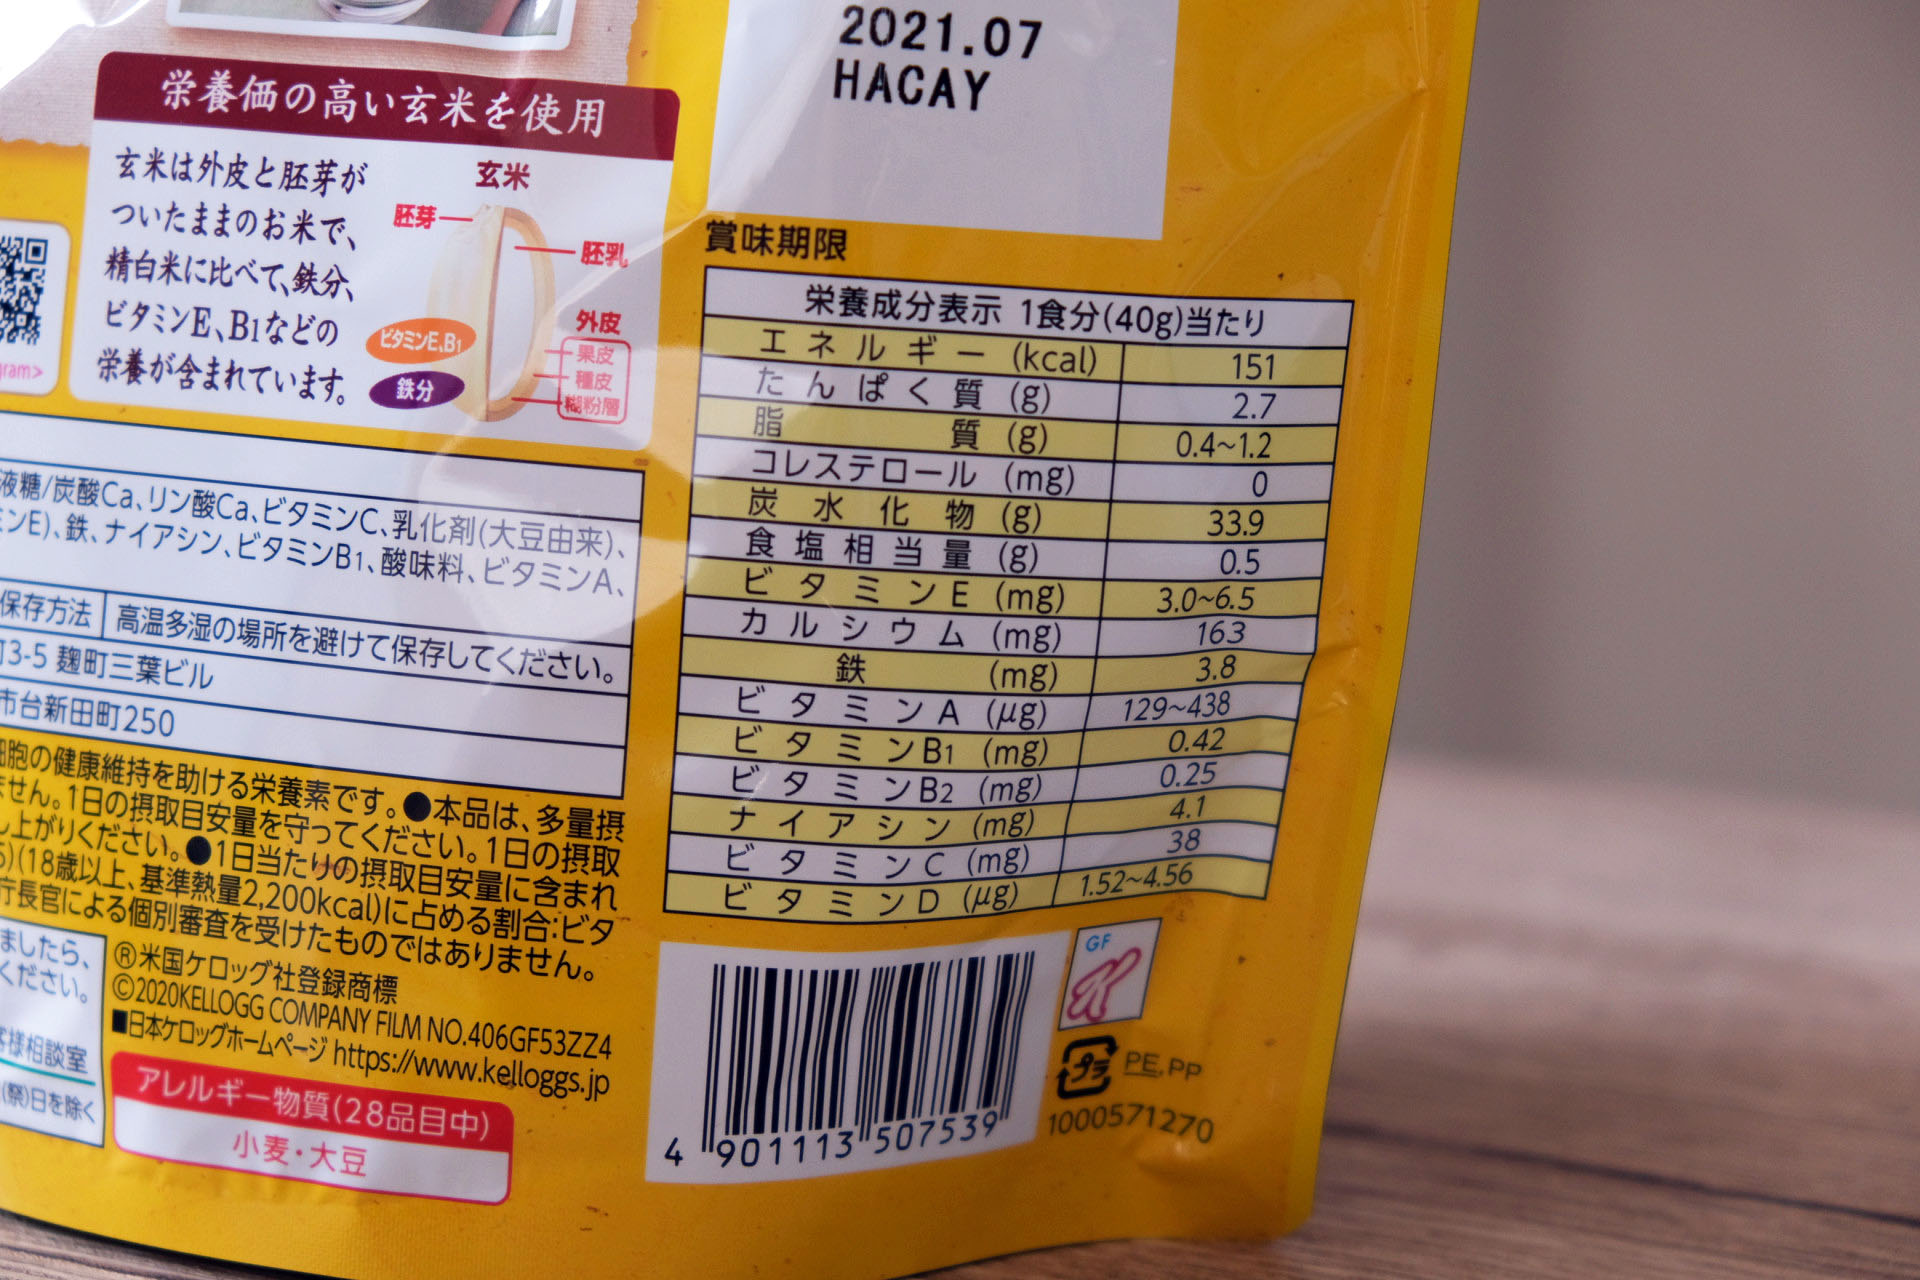 栄養価の高い玄米を使用
玄米は外皮と胚芽が
ついたままのお米で、
精白米に比べて、鉄分、
ビタミンE、B1などの
栄養が含まれています。
玄米
胚芽
胚乳
外皮
果皮
種皮
糊粉層
ビタミンE、B1
鉄分
gram>
液糖/炭酸Ca、リン酸Ca、ビタミンC、乳化剤(大豆由来)、
ミンE)、鉄、ナイアシン、ビタミンB1、酸味料、ビタミンA、
保存方法 高温多湿の場所を避けて保存してください。
町3-5 麹町三葉ビル
市台新田町250
細胞の健康維持を助ける栄養素です。●本品は、多量摂
ません。1日の摂取目安量を守ってください。1日の摂取
し上がりください。●1日当たりの摂取目安量に含まれ
5)(18歳以上、基準熱量2,200kcal)に占める割合:ビタ
庁長官による個別審査を受けたものではありません。
ましたら、
ください。
客様相談室
(祭)日を除く
®米国ケロッグ社登録商標
©2020KELLOGG COMPANY FILM NO.406GF53ZZ4
■日本ケロッグホームページ https://www.kelloggs.jp
アレルギー物質(28品目中)
小麦・大豆
2021.07
HACAY
賞味期限
栄養成分表示 1食分(40g)当たり
エネルギー (kcal) 151
たんぱく質 (g) 2.7
脂質 (g) 0.4~1.2
コレステロール (mg) 0
炭水化物 (g) 33.9
食塩相当量 (g) 0.5
ビタミンE (mg) 3.0~6.5
カルシウム (mg) 163
鉄 (mg) 3.8
ビタミンA (μg) 129~438
ビタミンB1 (mg) 0.42
ビタミンB2 (mg) 0.25
ナイアシン (mg) 4.1
ビタミンC (mg) 38
ビタミンD (μg) 1.52~4.56
4 901113 507539
GF
K
プラ PE, PP
1000571270